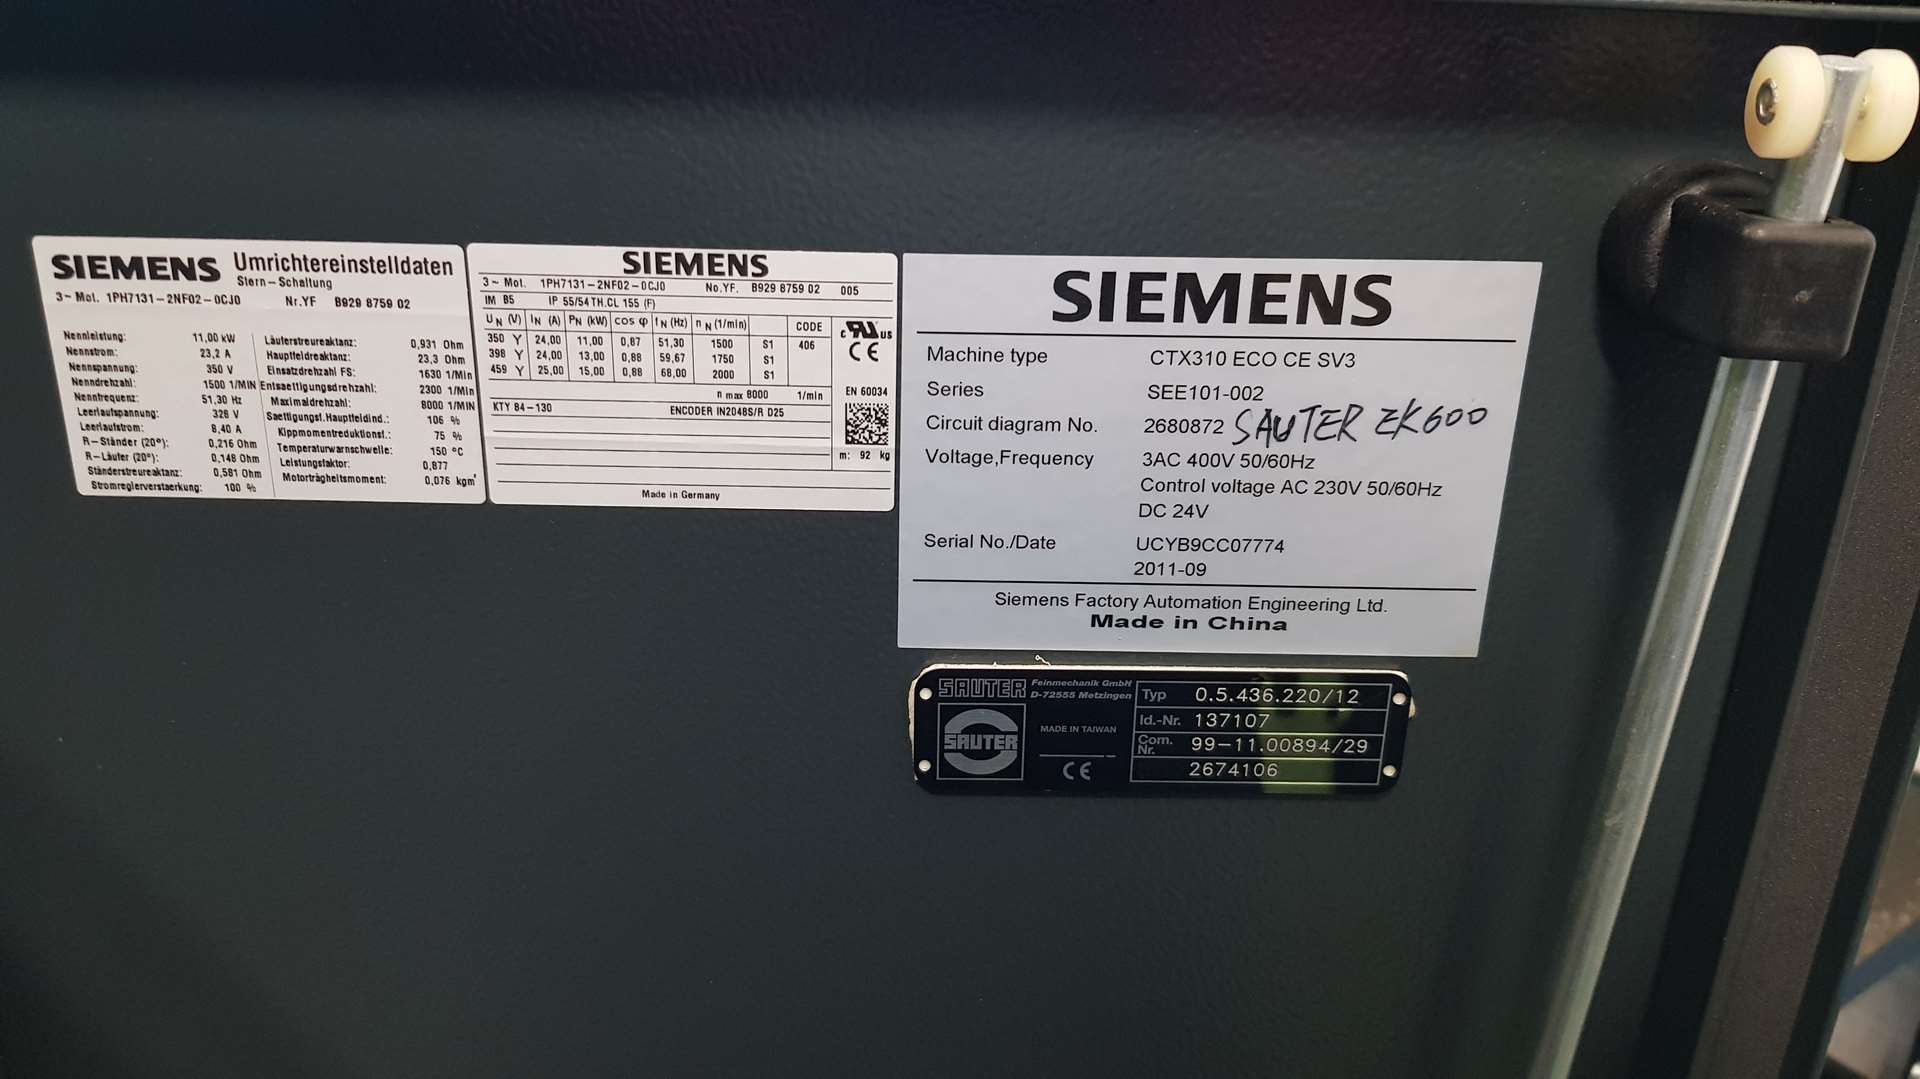 SIEMENS Umrichtereinstelldaten
Stern-Schaltung
3~ Mot. 1PH7131-2NF02-0CJ0 Nr.YF B929 8759 02
Nennleistung: 11,00 kW
Nennstrom: 23,2 A
Nennspannung: 350 V
Nenndrehzahl: 1500 1/MIN
Nennfrequenz: 51,30 Hz
Leerlaufspannung: 328 V
Leerlaufstrom: 8,40 A
R-Ständer (20°): 0,216 Ohm
R-Läufer (20°): 0,148 Ohm
Ständerstreureaktanz: 0,581 Ohm
Stromreglerverstaerkung: 100 %
Läuferstreureaktanz: 0,931 Ohm
Hauptfeldreaktanz: 23,3 Ohm
Einsatzdrehzahl FS: 1630 1/Min
Entsaettigungsdrehzahl: 2300 1/Min
Maximaldrehzahl: 8000 1/MIN
Saettigungsf.Hauptfeldind.: 106 %
Kippmomentreduktionsf.: 75 %
Temperaturwarnschwelle: 150 °C
Leistungsfaktor: 0,877
Motorträgheitsmoment: 0,076 kgm²
SIEMENS
3~ Mot. 1PH7131-2NF02-0CJ0 No.YF. B929 8759 02 005
IM B5 IP 55/54 TH.CL 155 (F)
U N (V) I N (A) P N (kW) cos φ f N (Hz) n N (1/min) CODE
350 Y 24,00 11,00 0,87 51,30 1500 S1 406
398 Y 24,00 13,00 0,88 59,67 1750 S1
459 Y 25,00 15,00 0,88 68,00 2000 S1
n max 8000 1/min
KTY 84-130 ENCODER IN2048S/R D25
c RU us
CE
EN 60034
m: 92 kg
Made in Germany
SIEMENS
Machine type CTX310 ECO CE SV3
Series SEE101-002
Circuit diagram No. 2680872 SAUTER EK600
Voltage,Frequency 3AC 400V 50/60Hz
Control voltage AC 230V 50/60Hz
DC 24V
Serial No./Date UCYB9CC07774
2011-09
Siemens Factory Automation Engineering Ltd.
Made in China
SAUTER Feinmechanik GmbH
D-72555 Metzingen
SAUTER
MADE IN TAIWAN
CE
Typ 0.5.436.220/12
Id.-Nr. 137107
Com. Nr. 99-11.00894/29
2674106